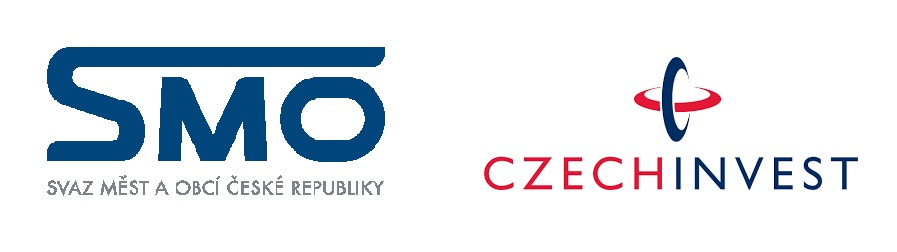 SMO
SVAZ MĚST A OBCÍ ČESKÉ REPUBLIKY
CZECHINVEST